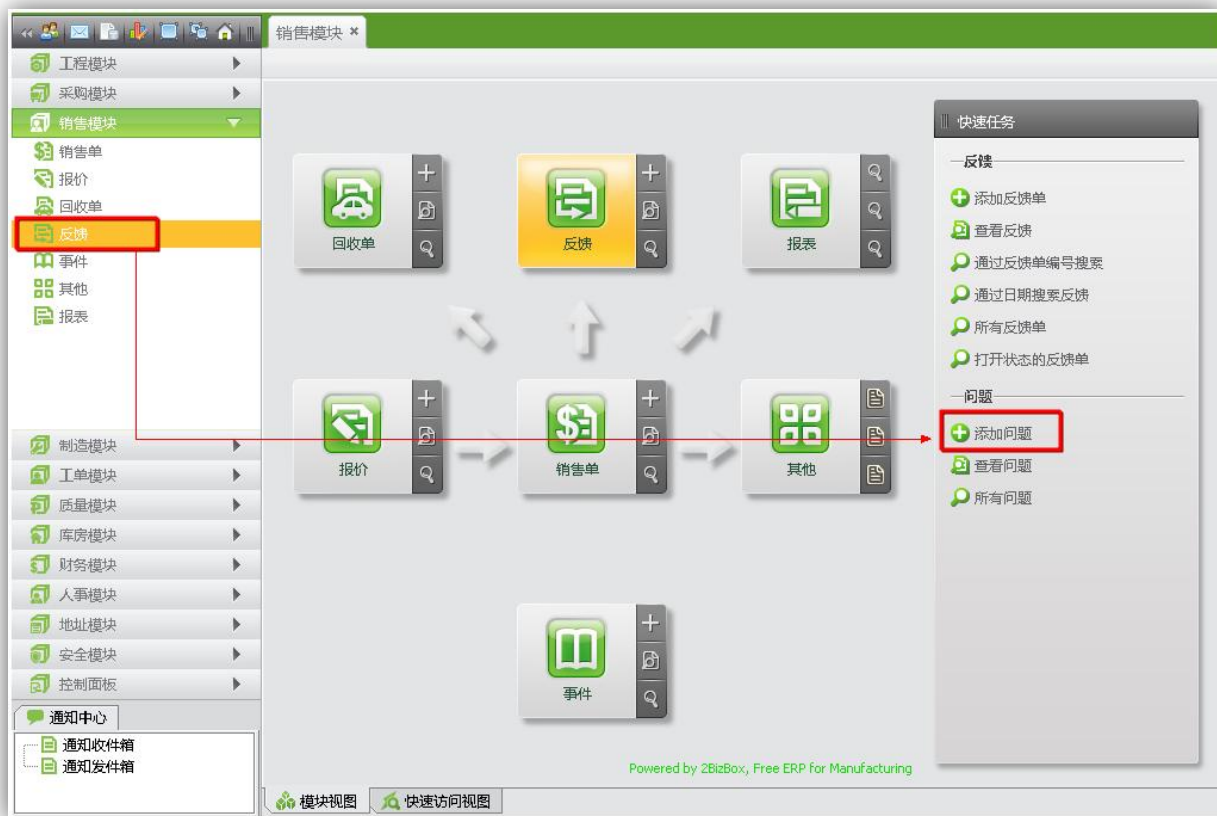 销售模块
工程模块
采购模块
销售模块
销售单
报价
回收单
反馈
事件
其他
报表
制造模块
工单模块
质量模块
库房模块
财务模块
人事模块
地址模块
安全模块
控制面板
通知中心
通知收件箱
通知发件箱
回收单
反馈
报表
报价
销售单
其他
事件
Powered by 2BizBox, Free ERP for Manufacturing
模块视图
快速访问视图
快速任务
反馈
添加反馈单
查看反馈
通过反馈单编号搜索
通过日期搜索反馈
所有反馈单
打开状态的反馈单
问题
添加问题
查看问题
所有问题